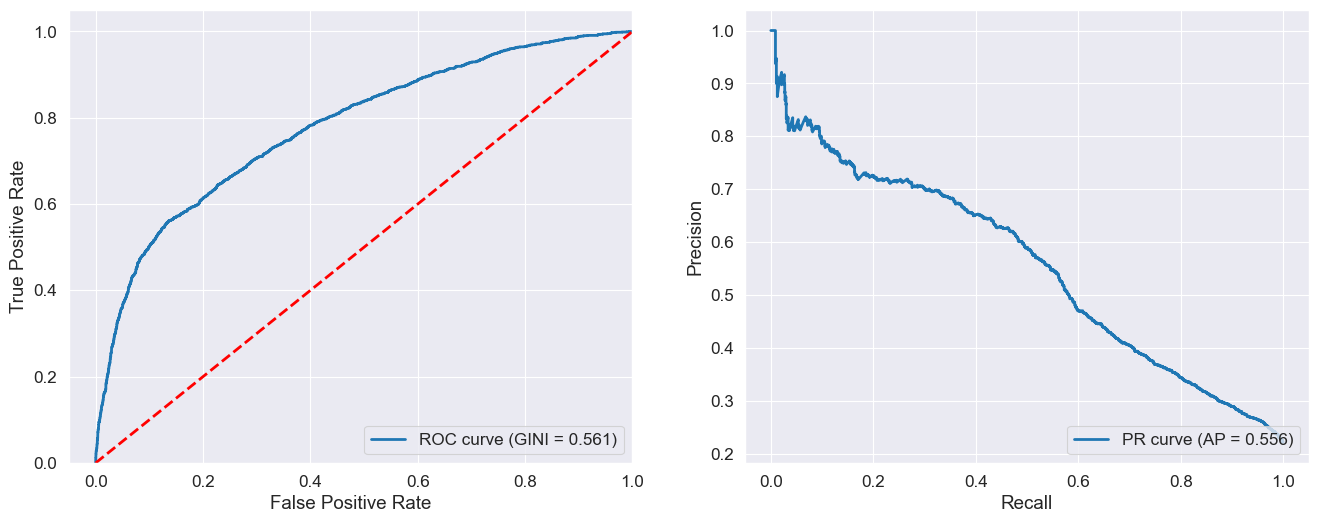 1.0
0.8
0.6
0.4
0.2
0.0
True Positive Rate
0.0 0.2 0.4 0.6 0.8 1.0
False Positive Rate
ROC curve (GINI = 0.561)
1.0
0.9
0.8
0.7
0.6
0.5
0.4
0.3
0.2
Precision
0.0 0.2 0.4 0.6 0.8 1.0
Recall
PR curve (AP = 0.556)